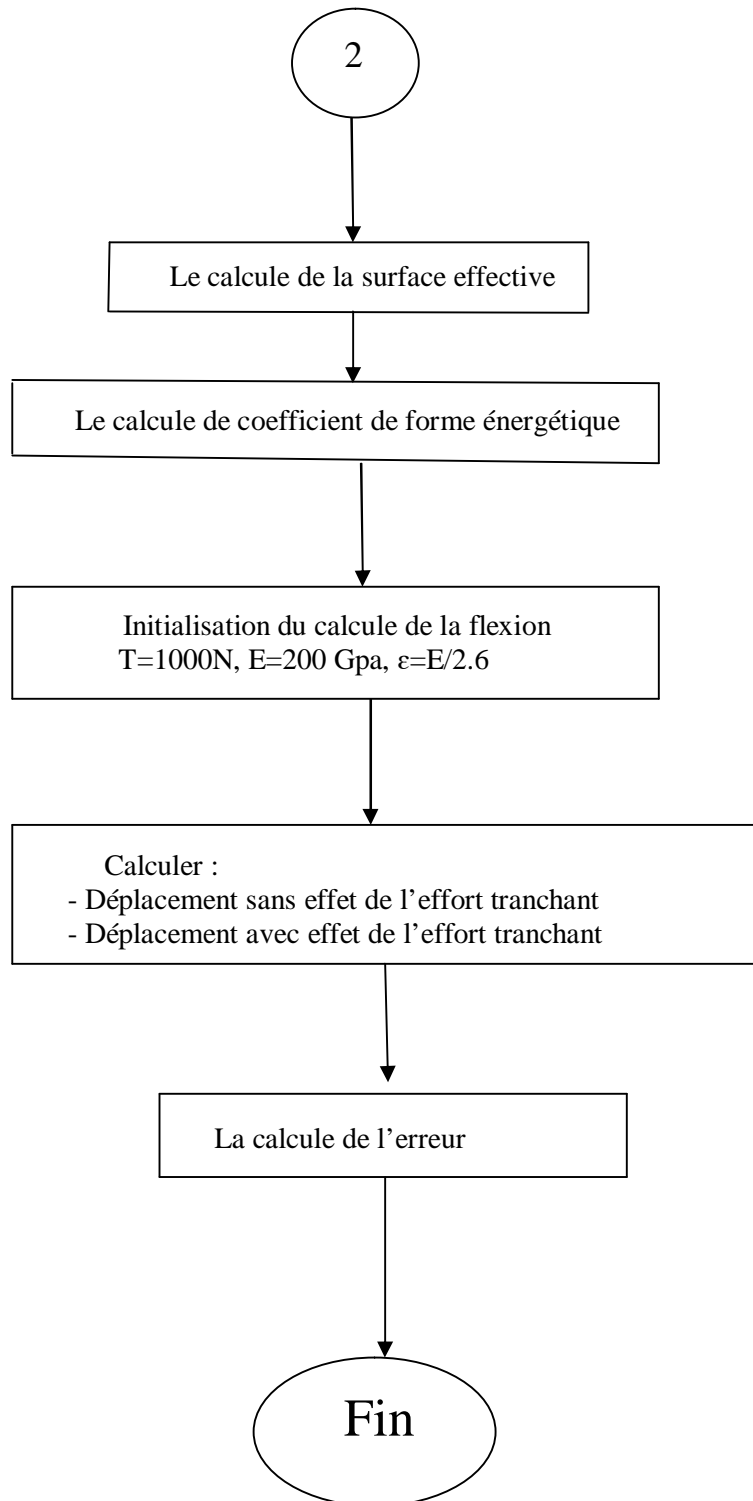 2
Le calcule de la surface effective
Le calcule de coefficient de forme énergétique
Initialisation du calcule de la flexion
T=1000N, E=200 Gpa, ε=E/2.6
Calculer :
- Déplacement sans effet de l’effort tranchant
- Déplacement avec effet de l’effort tranchant
La calcule de l’erreur
Fin